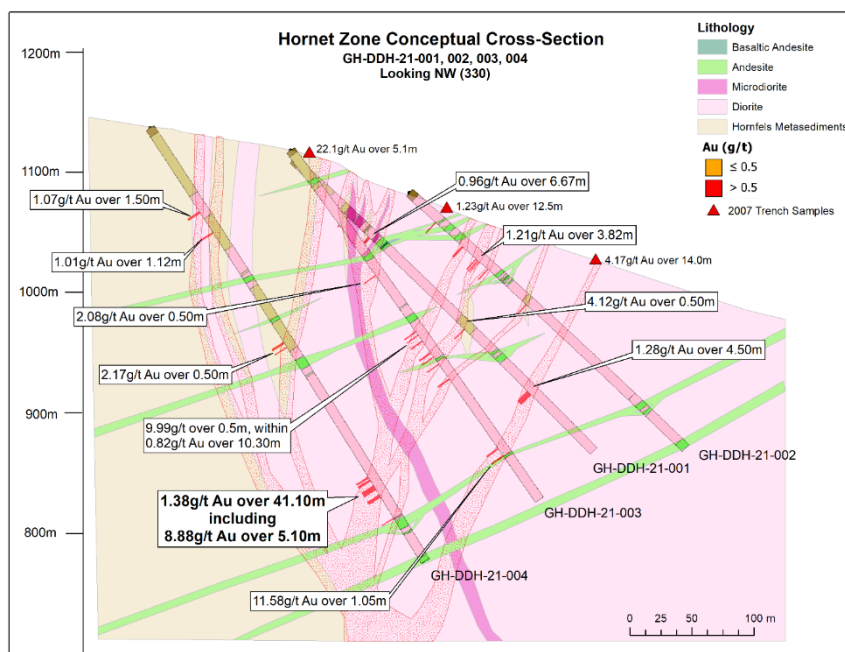 Hornet Zone Conceptual Cross-Section
GH-DDH-21-001, 002, 003, 004
Looking NW (330)
Lithology
Basaltic Andesite
Andesite
Microdiorite
Diorite
Hornfels Metasediments
Au (g/t)
≤ 0.5
> 0.5
2007 Trench Samples
1200m
1100m
1000m
900m
800m
22.1g/t Au over 5.1m
0.96g/t Au over 6.67m
1.07g/t Au over 1.50m
1.23g/t Au over 12.5m
1.21g/t Au over 3.82m
1.01g/t Au over 1.12m
4.17g/t Au over 14.0m
4.12g/t Au over 0.50m
2.08g/t Au over 0.50m
1.28g/t Au over 4.50m
2.17g/t Au over 0.50m
9.99g/t over 0.5m, within
0.82g/t Au over 10.30m
GH-DDH-21-002
GH-DDH-21-001
1.38g/t Au over 41.10m
including
8.88g/t Au over 5.10m
GH-DDH-21-003
GH-DDH-21-004
11.58g/t Au over 1.05m
0 25 50 100 m